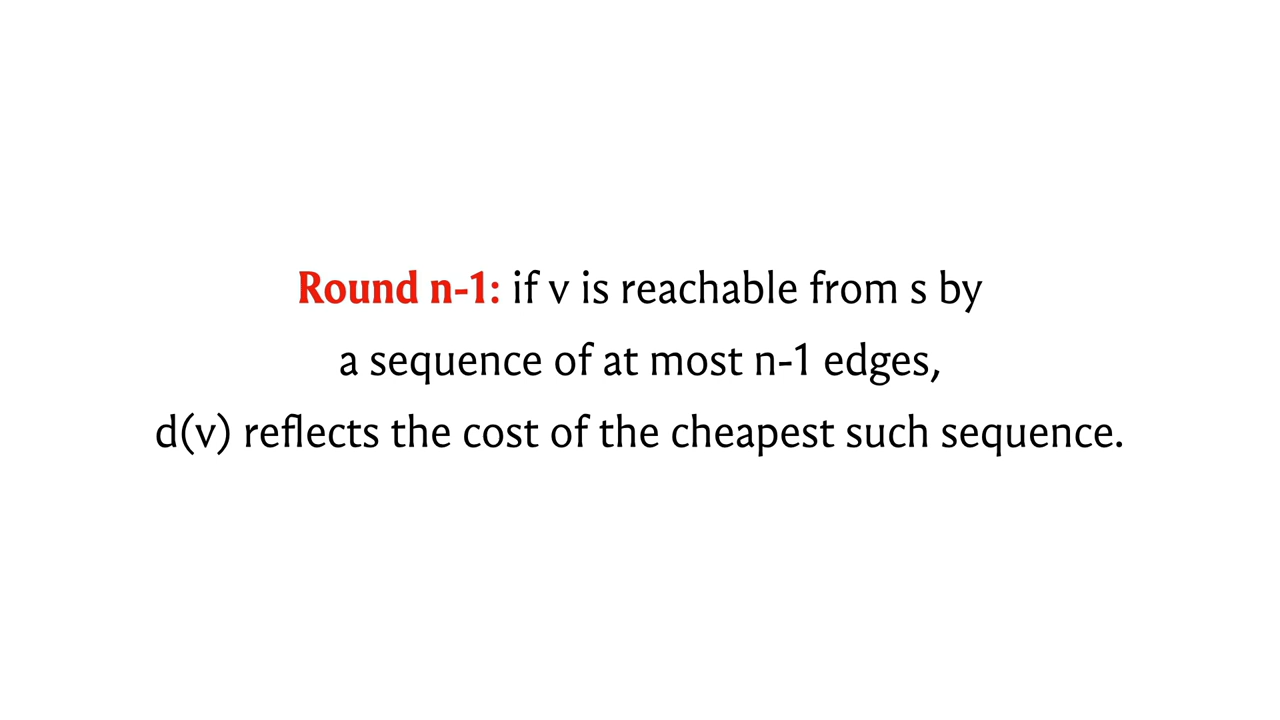 Round n-1: if v is reachable from s by
a sequence of at most n-1 edges,
d(v) reflects the cost of the cheapest such sequence.